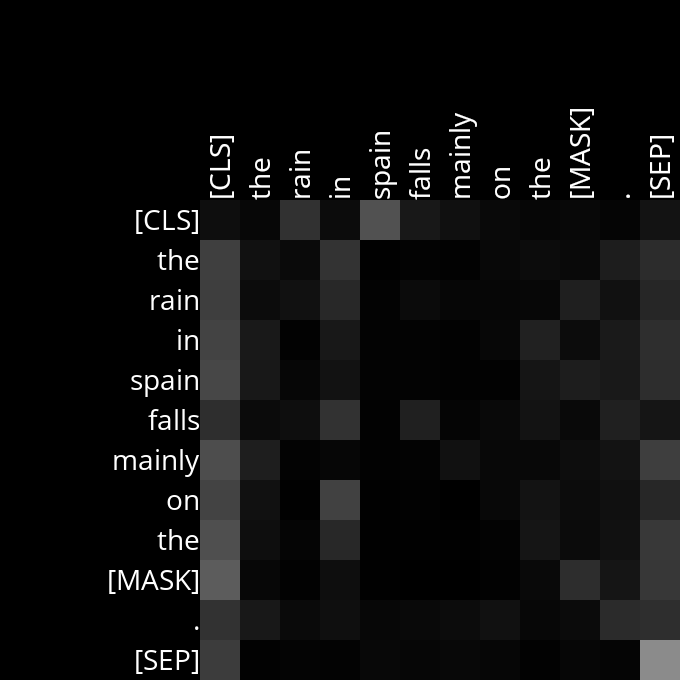 [CLS] the rain in spain falls mainly on the [MASK] . [SEP]
[CLS]
the
rain
in
spain
falls
mainly
on
the
[MASK]
.
[SEP]